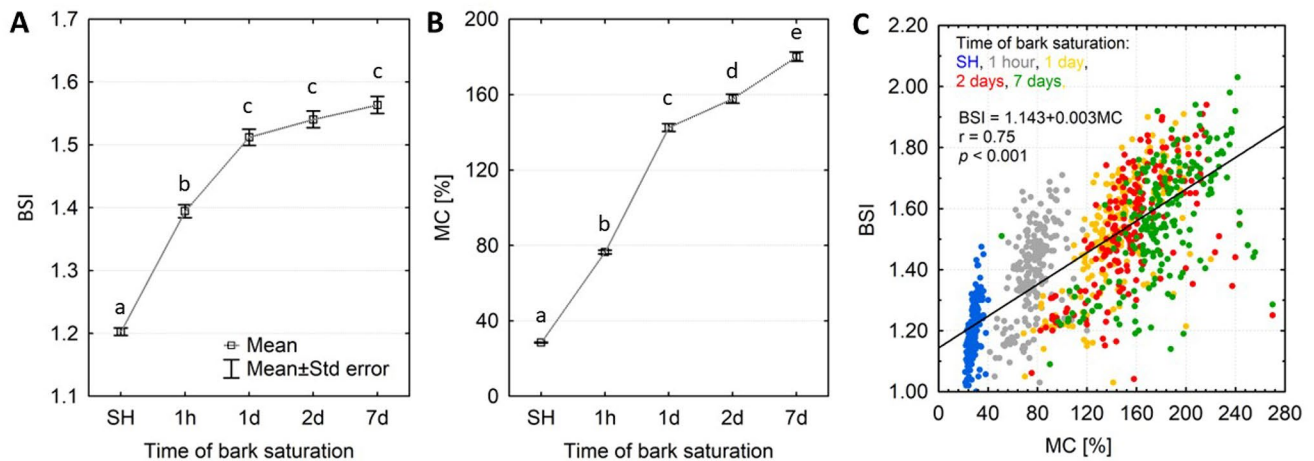 A
BSI
1.7
1.6
1.5
1.4
1.3
1.2
1.1
a
b
c
c
c
Mean
Mean±Std error
SH 1h 1d 2d 7d
Time of bark saturation
B
MC [%]
200
160
120
80
40
0
a
b
c
d
e
SH 1h 1d 2d 7d
Time of bark saturation
C
BSI
2.20
2.00
1.80
1.60
1.40
1.20
1.00
Time of bark saturation:
SH, 1 hour, 1 day,
2 days, 7 days.
BSI = 1.143+0.003MC
r = 0.75
p < 0.001
0 40 80 120 160 200 240 280
MC [%]